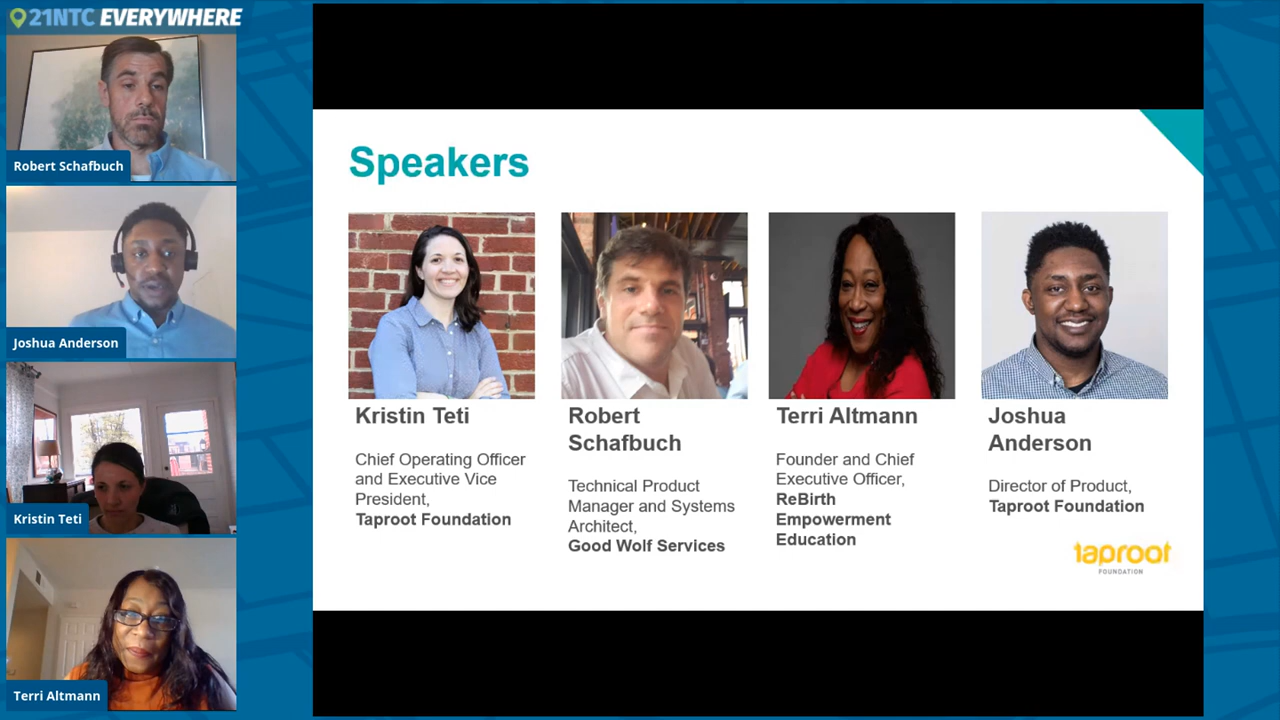 21NTC EVERYWHERE
Robert Schafbuch
Joshua Anderson
Kristin Teti
Terri Altmann
Speakers
Kristin Teti
Chief Operating Officer
and Executive Vice
President,
Taproot Foundation
Robert
Schafbuch
Technical Product
Manager and Systems
Architect,
Good Wolf Services
Terri Altmann
Founder and Chief
Executive Officer,
ReBirth
Empowerment
Education
Joshua
Anderson
Director of Product,
Taproot Foundation
taproot
FOUNDATION